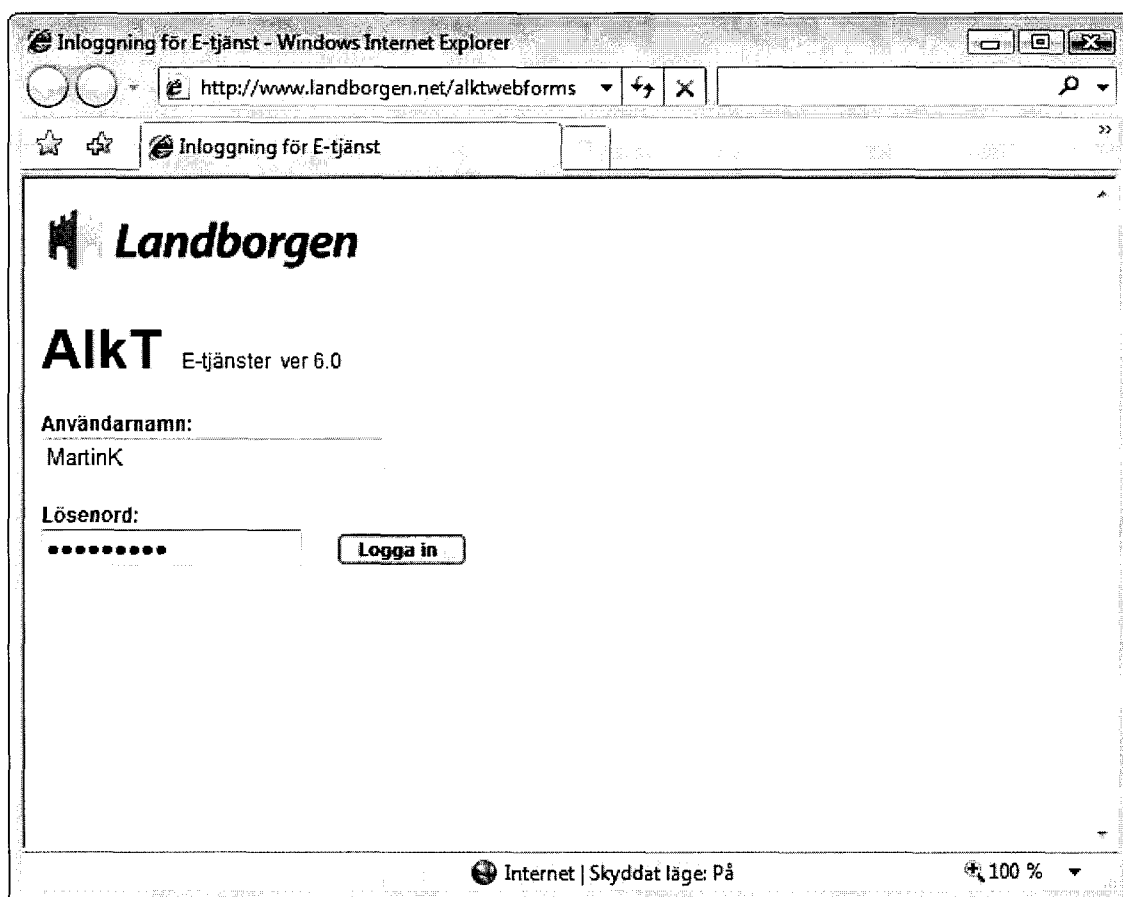 Inloggning för E-tjänst - Windows Internet Explorer
http://www.landborgen.net/alktwebforms
Inloggning för E-tjänst
Landborgen
AlkT E-tjänster ver 6.0
Användarnamn:
MartinK
Lösenord:
•••••••••
Logga in
Internet | Skyddat läge: På
100 %